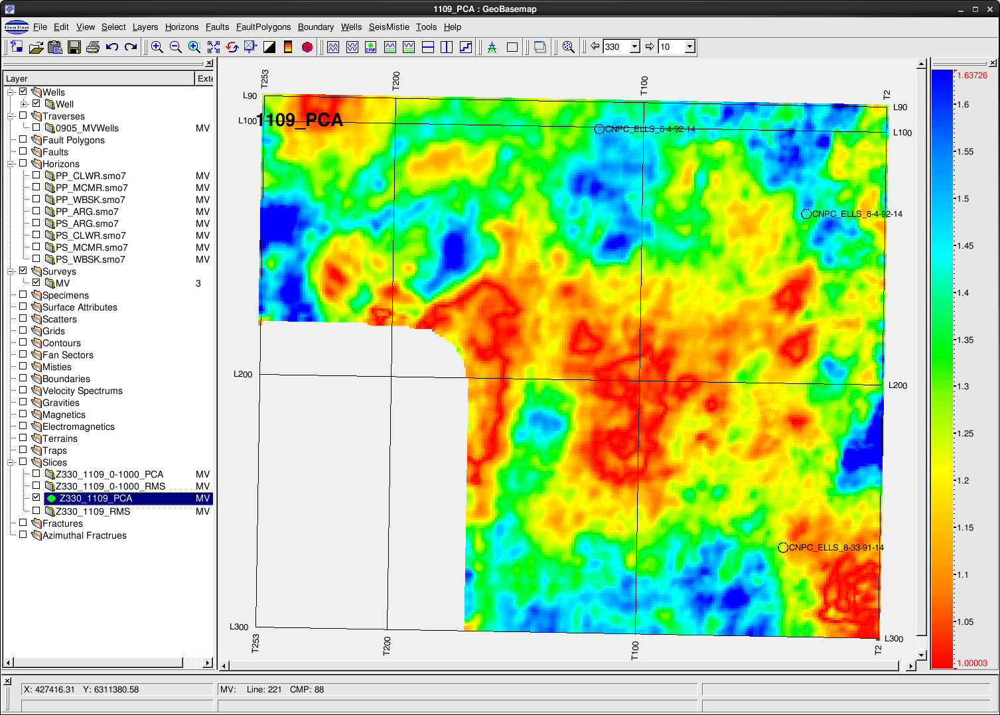 1109_PCA : GeoBasemap
GeoEast File Edit View Select Layers Horizons Faults FaultPolygons Boundary Wells SeisMistie Tools Help
CMP 330 10
Layer Exte
Wells
Well
Traverses
0905_MVWells MV
Fault Polygons
Faults
Horizons
PP_CLWR.smo7 MV
PP_MCMR.smo7 MV
PP_WBSK.smo7 MV
PP_ARG.smo7 MV
PS_ARG.smo7 MV
PS_CLWR.smo7 MV
PS_MCMR.smo7 MV
PS_WBSK.smo7 MV
Surveys
MV 3
Specimens
Surface Attributes
Scatters
Grids
Contours
Fan Sectors
Misties
Boundaries
Velocity Spectrums
Gravities
Magnetics
Electromagnetics
Terrains
Traps
Slices
Z330_1109_0-1000_PCA MV
Z330_1109_0-1000_RMS MV
Z330_1109_PCA MV
Z330_1109_RMS MV
Fractures
Azimuthal Fractrues
T253 T200 T100 T2
L90 L90
L100 L100
1109_PCA
CNPC_ELLS_6-4-92-14
CNPC_ELLS_8-4-92-14
L200 L200
CNPC_ELLS_8-33-91-14
L300 L300
T253 T200 T100 T2
1.63726
1.6
1.55
1.5
1.45
1.4
1.35
1.3
1.25
1.2
1.15
1.1
1.05
1.00003
X: 427416.31 Y: 6311380.58 MV: Line: 221 CMP: 88